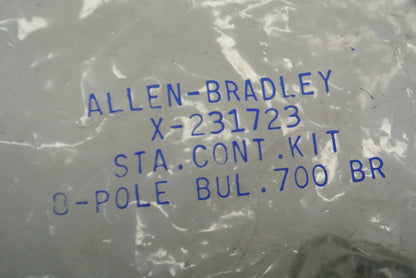 ALLEN-BRADLEY
X-231723
STA.CONT.KIT
8-POLE BUL.700 BR